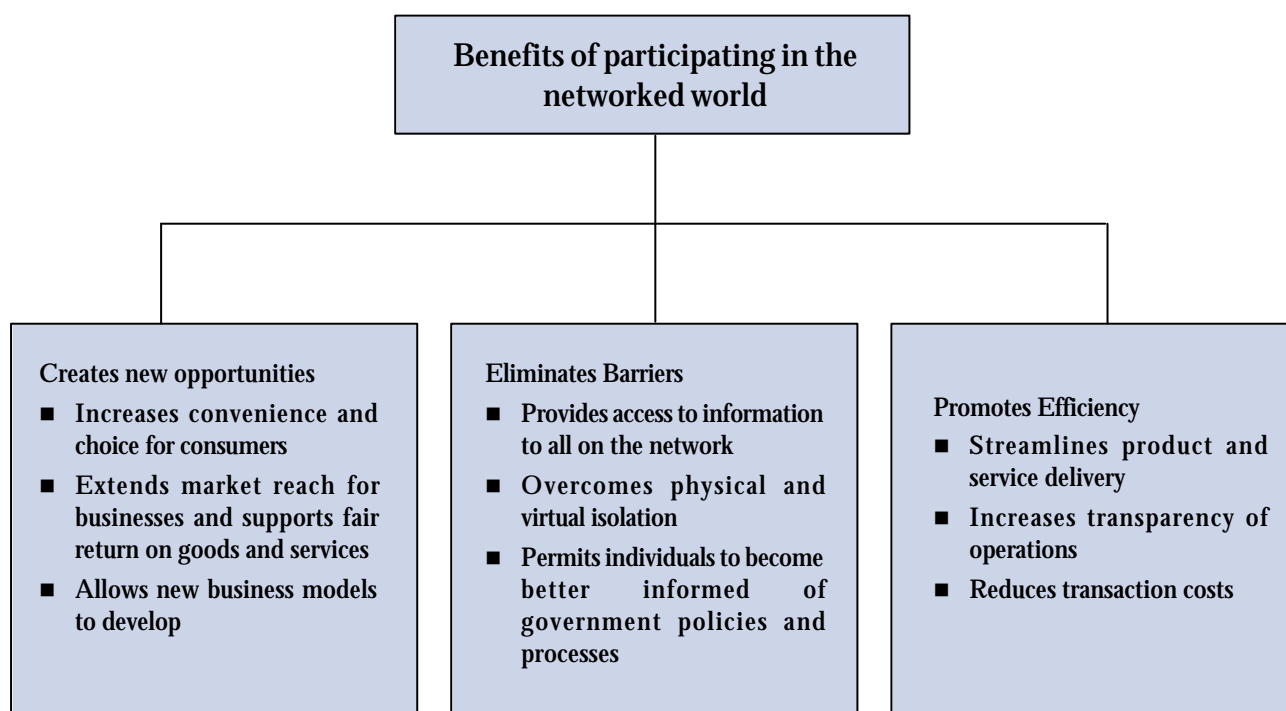 Benefits of participating in the
networked world
Creates new opportunities
■ Increases convenience and
choice for consumers
■ Extends market reach for
businesses and supports fair
return on goods and services
■ Allows new business models
to develop
Eliminates Barriers
■ Provides access to information
to all on the network
■ Overcomes physical and
virtual isolation
■ Permits individuals to become
better informed of
government policies and
processes
Promotes Efficiency
■ Streamlines product and
service delivery
■ Increases transparency of
operations
■ Reduces transaction costs